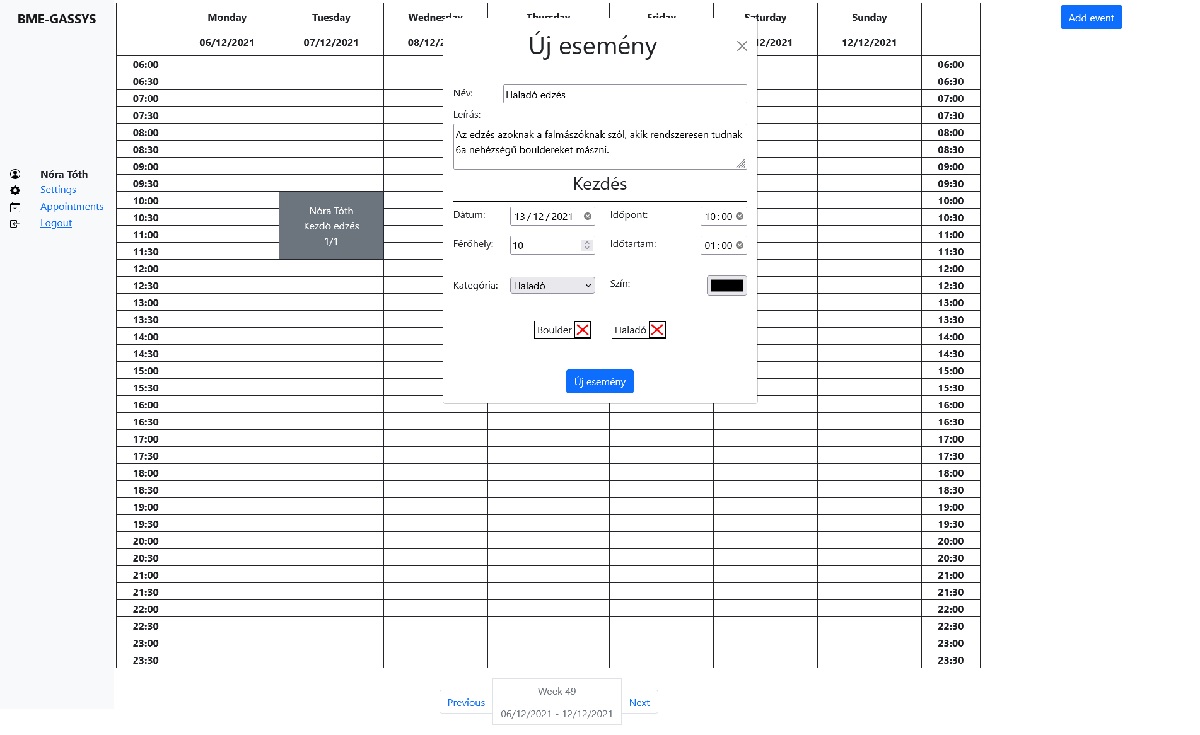 BME-GASSYS
Nóra Tóth
Settings
Appointments
Logout
Monday Tuesday Wednesday Thursday Friday Saturday Sunday
06/12/2021 07/12/2021 08/12/2 12/2021 12/12/2021
Add event
Új esemény
Név: Haladó edzés
Leírás:
Az edzés azoknak a falmászóknak szól, akik rendszeresen tudnak
6a nehézségű bouldereket mászni.
Kezdés
Dátum: 13/12/2021 Időpont: 10:00
Férőhely: 10 Időtartam: 01:00
Kategória: Haladó Szín:
Boulder Haladó
Új esemény
06:00 06:00
06:30 06:30
07:00 07:00
07:30 07:30
08:00 08:00
08:30 08:30
09:00 09:00
09:30 09:30
10:00 10:00
10:30 10:30
11:00 11:00
11:30 11:30
Nóra Tóth
Kezdő edzés
1/1
12:00 12:00
12:30 12:30
13:00 13:00
13:30 13:30
14:00 14:00
14:30 14:30
15:00 15:00
15:30 15:30
16:00 16:00
16:30 16:30
17:00 17:00
17:30 17:30
18:00 18:00
18:30 18:30
19:00 19:00
19:30 19:30
20:00 20:00
20:30 20:30
21:00 21:00
21:30 21:30
22:00 22:00
22:30 22:30
23:00 23:00
23:30 23:30
Previous
Week 49
06/12/2021 - 12/12/2021
Next